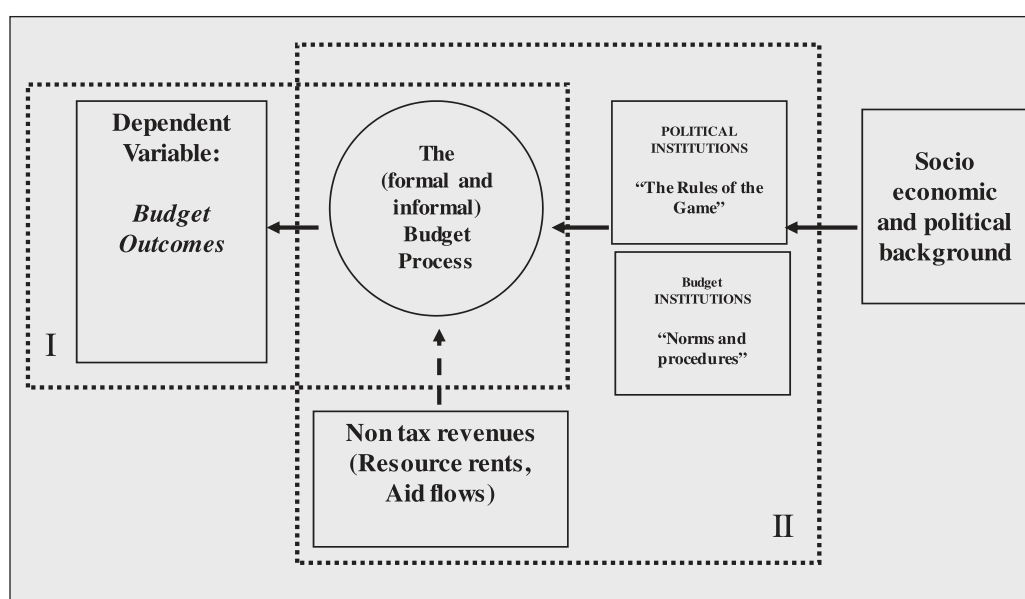 Dependent
Variable:
Budget
Outcomes
I
The
(formal and
informal)
Budget
Process
POLITICAL
INSTITUTIONS
“The Rules of the
Game”
Budget
INSTITUTIONS
“Norms and
procedures”
Socio
economic
and political
background
Non tax revenues
(Resource rents,
Aid flows)
II